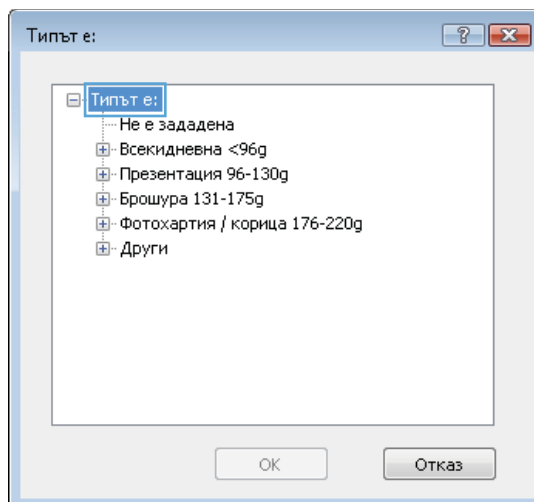 Типът е:
?
Типът е:
Не е зададена
Всекидневна <96g
Презентация 96-130g
Брошура 131-175g
Фотохартия / корица 176-220g
Други
OK
Отказ